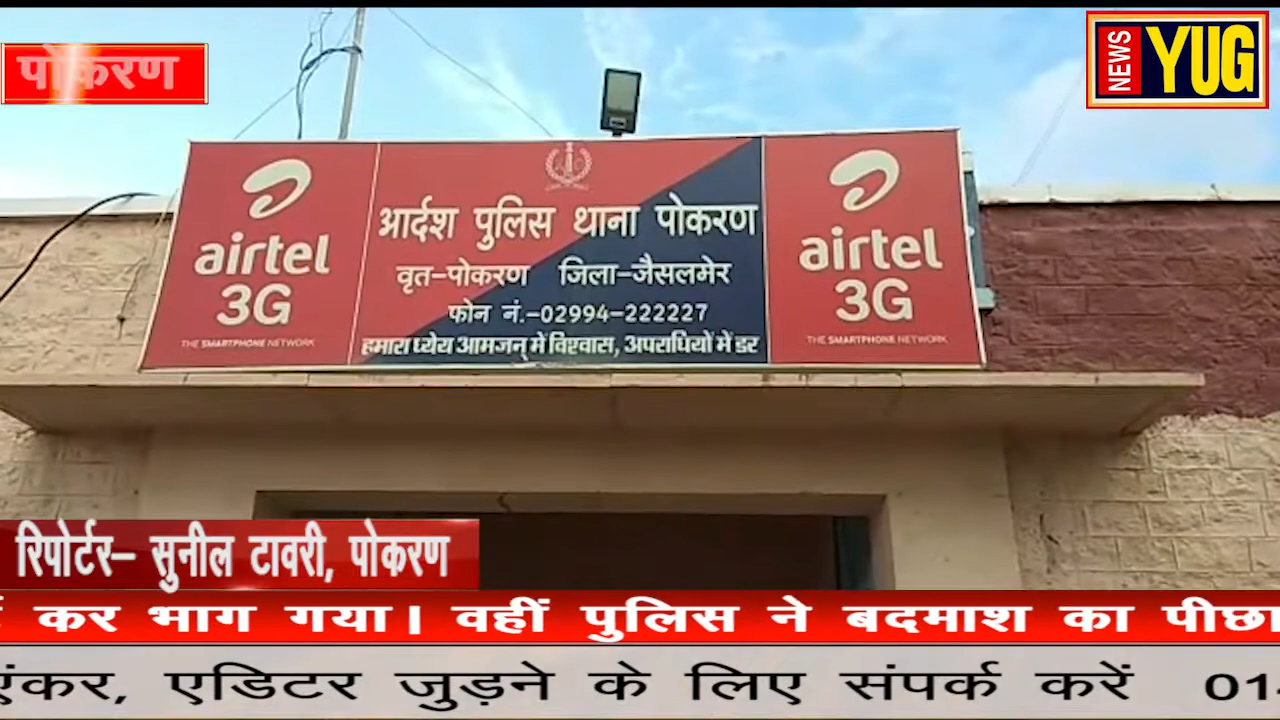 पोकरण
NEWS YUG
airtel
3G
THE SMARTPHONE NETWORK
आर्दश पुलिस थाना पोकरण
वृत-पोकरण जिला-जैसलमेर
फोन नं.-02994-222227
हमारा ध्येय आमजन में विश्वास, अपराधियों में डर
airtel
3G
THE SMARTPHONE NETWORK
रिपोर्टर- सुनील टावरी, पोकरण
कर भाग गया। वहीं पुलिस ने बदमाश का पीछा
एंकर, एडिटर जुड़ने के लिए संपर्क करें 01